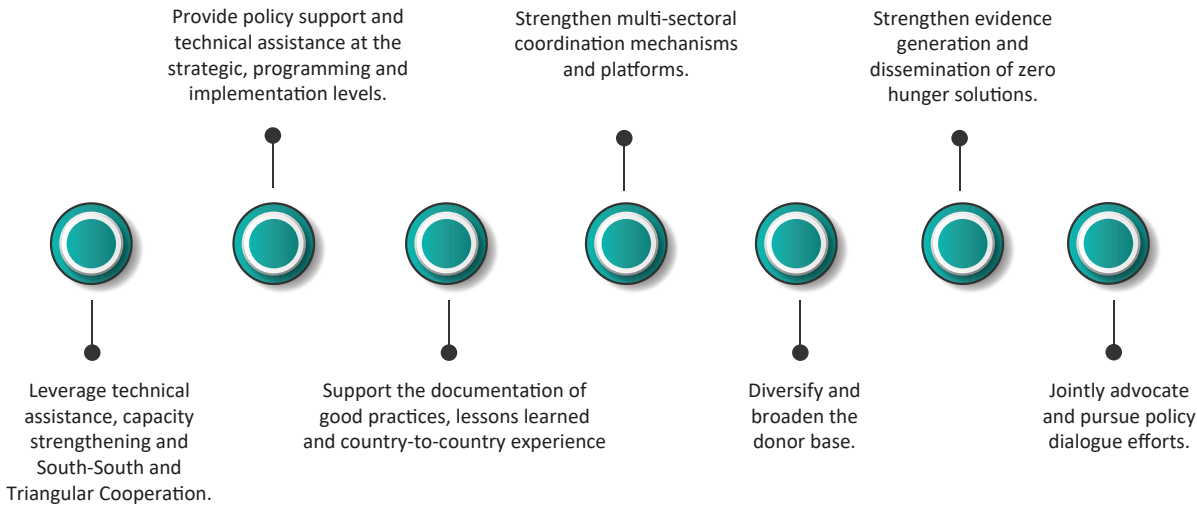 Provide policy support and
technical assistance at the
strategic, programming and
implementation levels.
Strengthen multi-sectoral
coordination mechanisms
and platforms.
Strengthen evidence
generation and
dissemination of zero
hunger solutions.
Leverage technical
assistance, capacity
strengthening and
South-South and
Triangular Cooperation.
Support the documentation of
good practices, lessons learned
and country-to-country experience
Diversify and
broaden the
donor base.
Jointly advocate
and pursue policy
dialogue efforts.